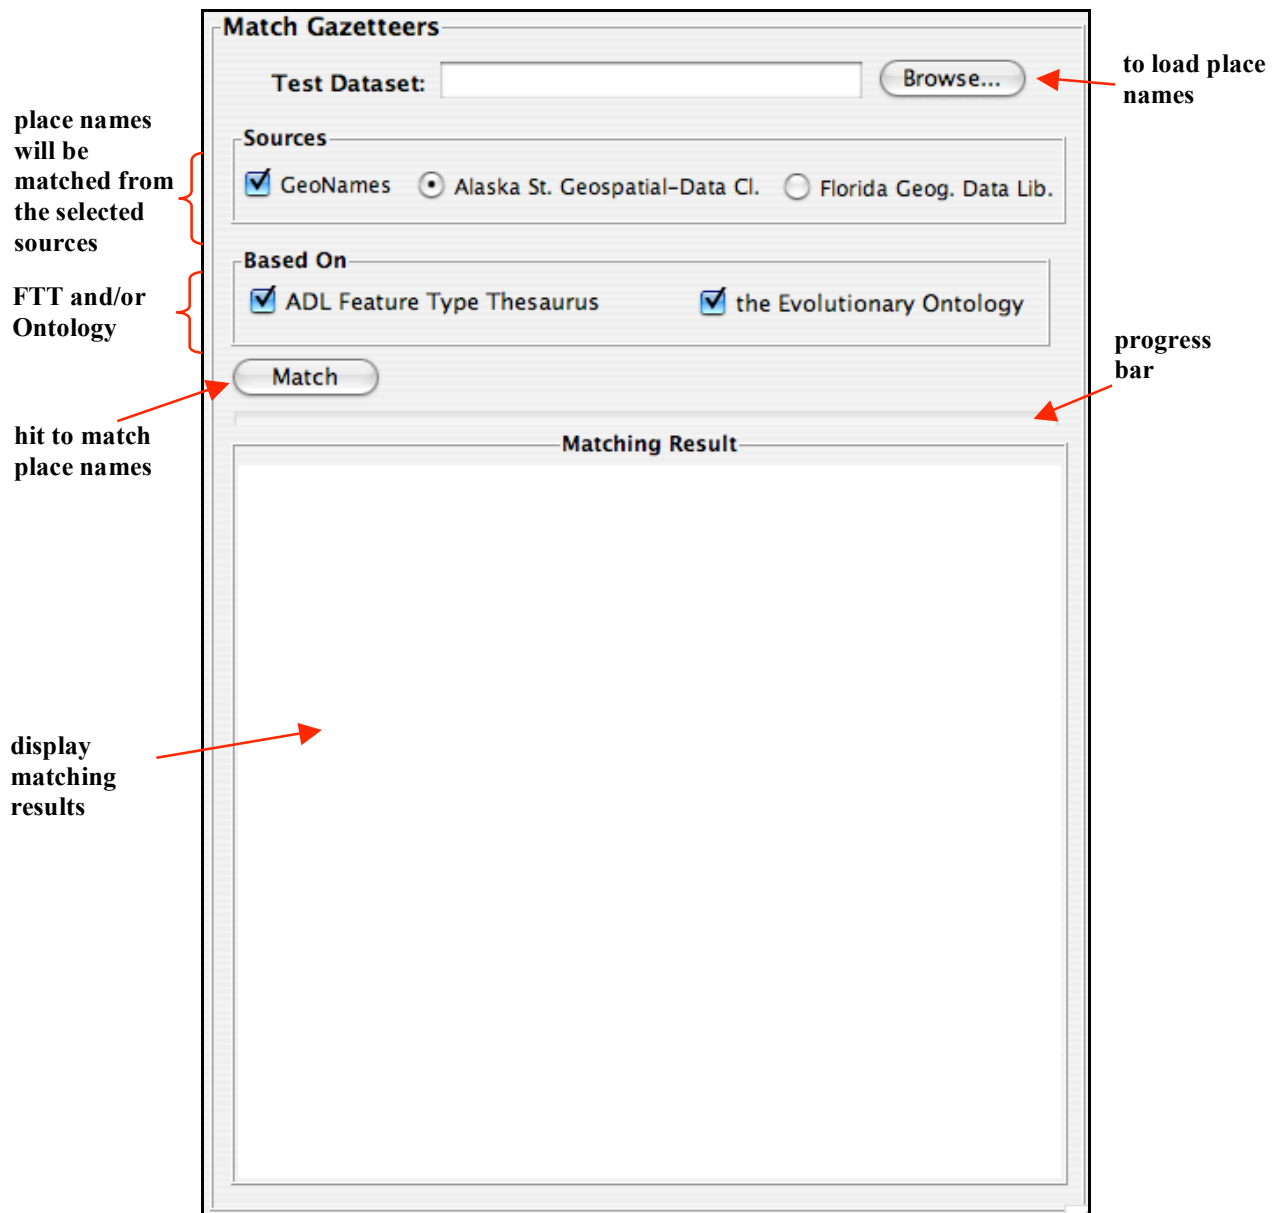 Match Gazetteers
Test Dataset:
Browse...
to load place
names
place names
will be
matched from
the selected
sources
Sources
GeoNames
Alaska St. Geospatial-Data Cl.
Florida Geog. Data Lib.
FTT and/or
Ontology
Based On
ADL Feature Type Thesaurus
the Evolutionary Ontology
progress
bar
Match
hit to match
place names
Matching Result
display
matching
results